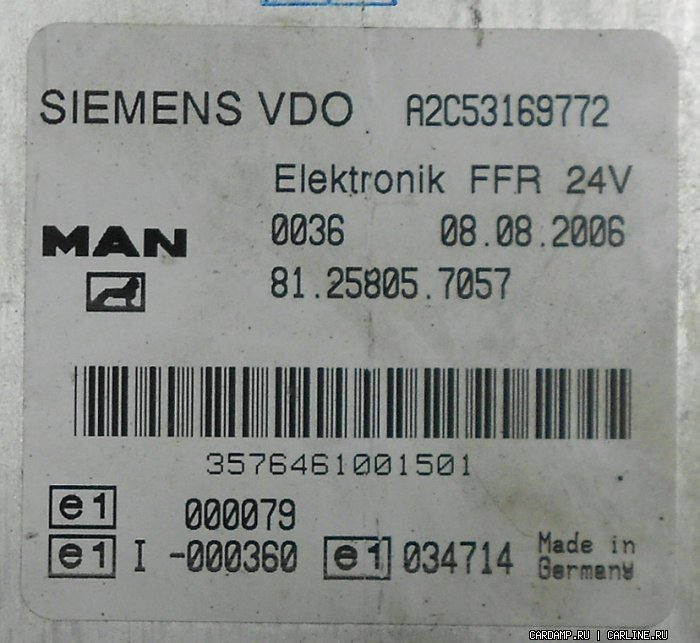 SIEMENS VDO A2C53169772
Elektronik FFR 24V
MAN 0036 08.08.2006
81.25805.7057
3576461001501
e1 000079
e1 I -000360 e1 034714 Made in Germany
CARDAMP.RU | CARLINE.RU